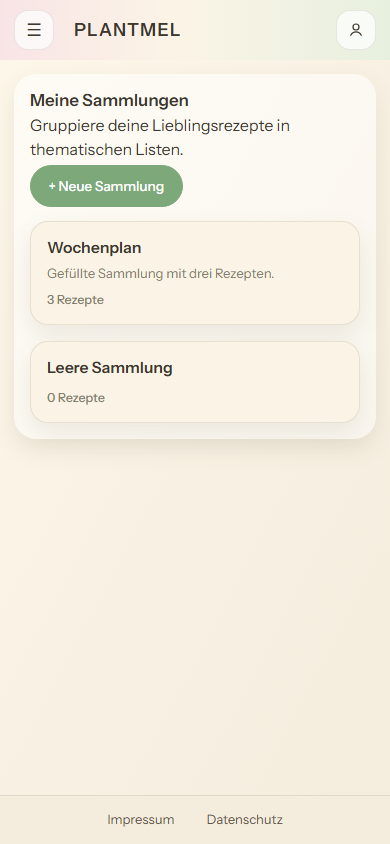 ☰ PLANTMEL
Meine Sammlungen
Gruppiere deine Lieblingsrezepte in
thematischen Listen.
+ Neue Sammlung
Wochenplan
Gefüllte Sammlung mit drei Rezepten.
3 Rezepte
Leere Sammlung
0 Rezepte
Impressum Datenschutz